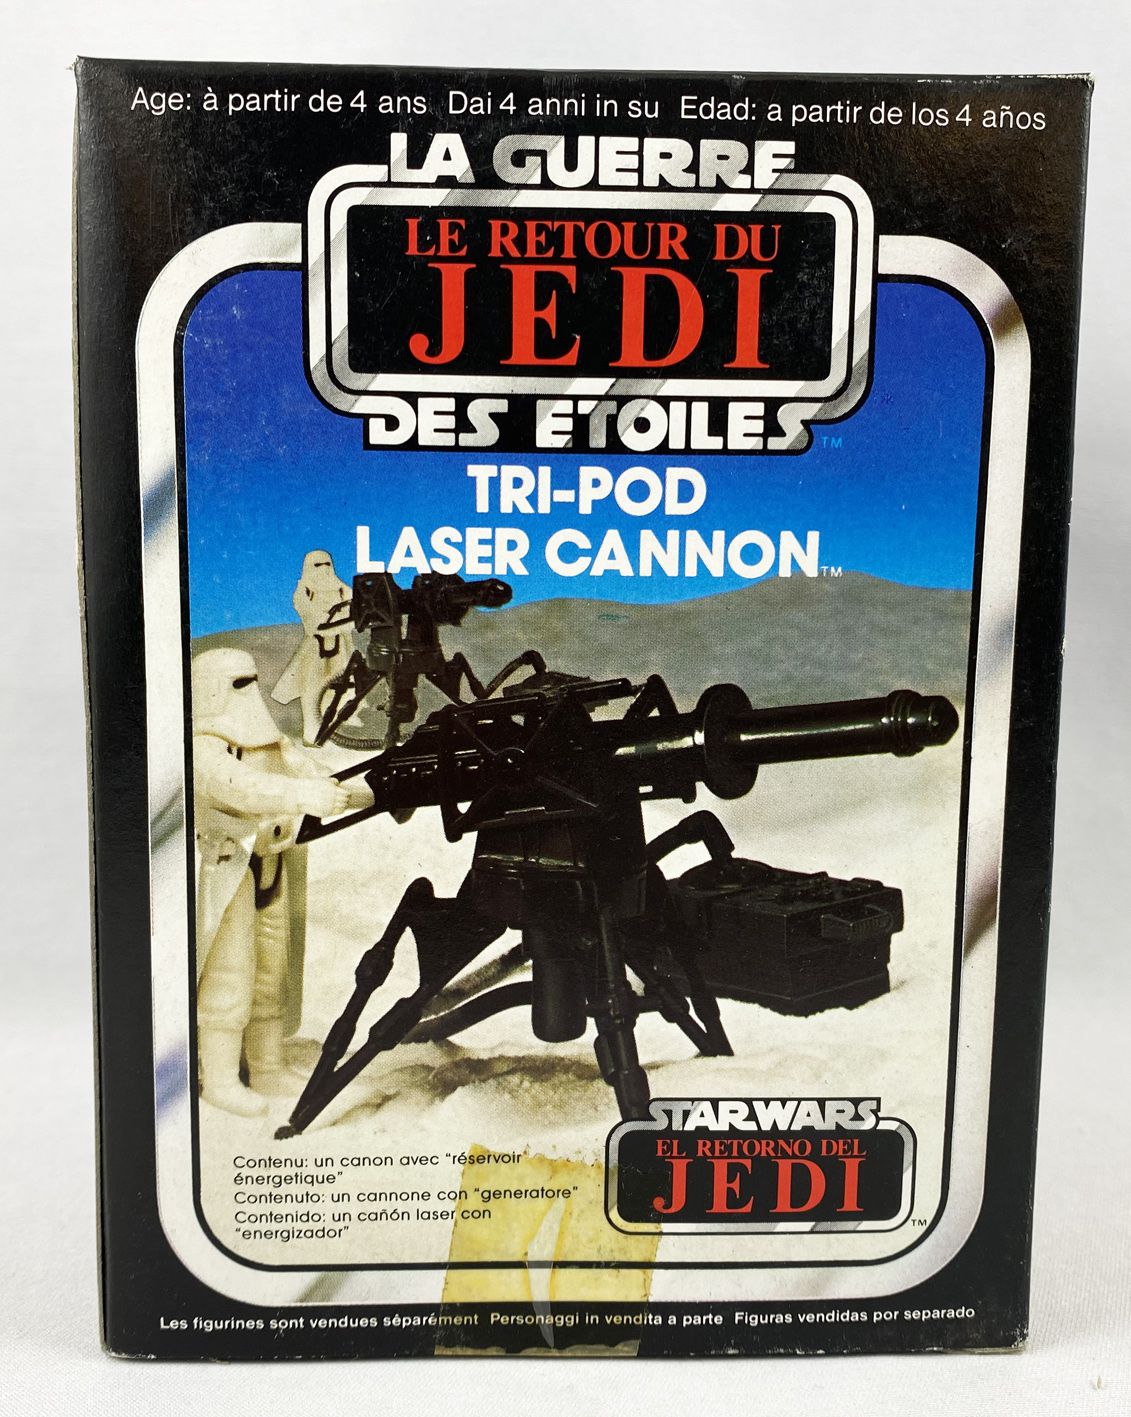 Age: à partir de 4 ans Dai 4 anni in su Edad: a partir de los 4 años
LA GUERRE
LE RETOUR DU
JEDI
DES ETOILES TM
TRI-POD
LASER CANNON TM
STAR WARS
EL RETORNO DEL
JEDI
TM
Contenu: un canon avec "réservoir
énergetique"
Contenuto: un cannone con "generatore"
Contenido: un cañón laser con
"energizador"
Les figurines sont vendues séparément Personaggi in vendita a parte Figuras vendidas por separado